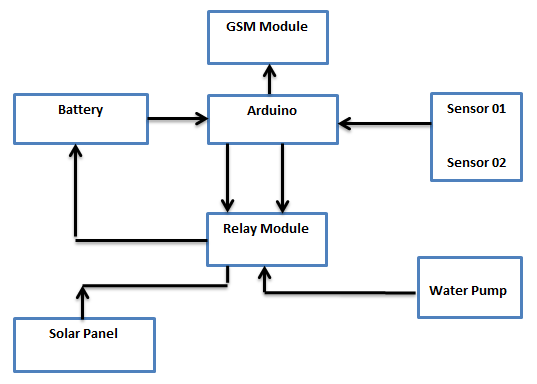 GSM Module
Battery
Arduino
Sensor 01
Sensor 02
Relay Module
Water Pump
Solar Panel